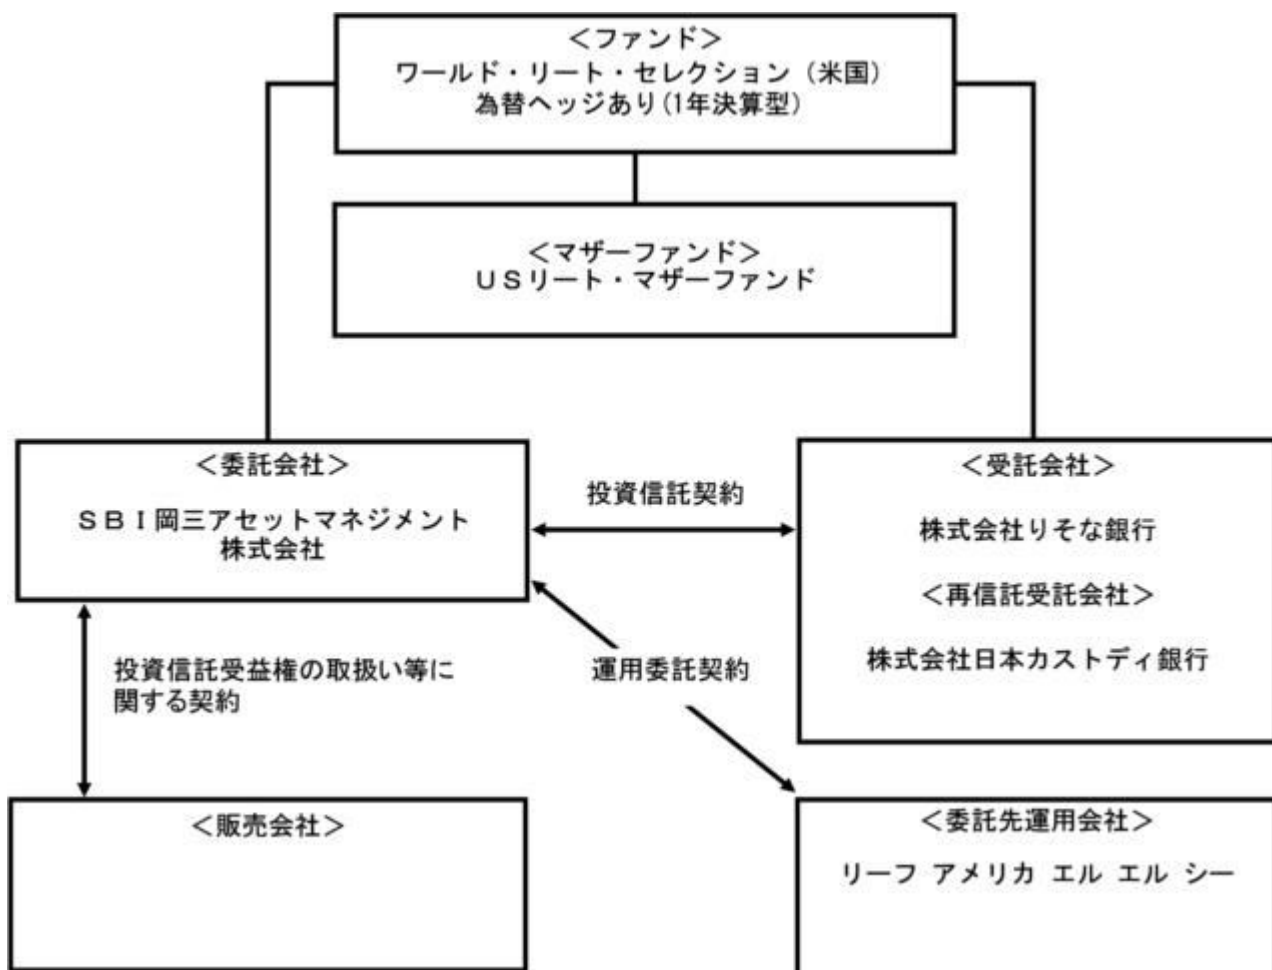 ＜ファンド＞
ワールド・リート・セレクション（米国）
為替ヘッジあり(1年決算型)
＜マザーファンド＞
ＵＳリート・マザーファンド
＜委託会社＞
ＳＢＩ岡三アセットマネジメント
株式会社
投資信託契約
＜受託会社＞
株式会社りそな銀行
＜再信託受託会社＞
株式会社日本カストディ銀行
投資信託受益権の取扱い等に
関する契約
運用委託契約
＜販売会社＞
＜委託先運用会社＞
リーフ アメリカ エル エル シー